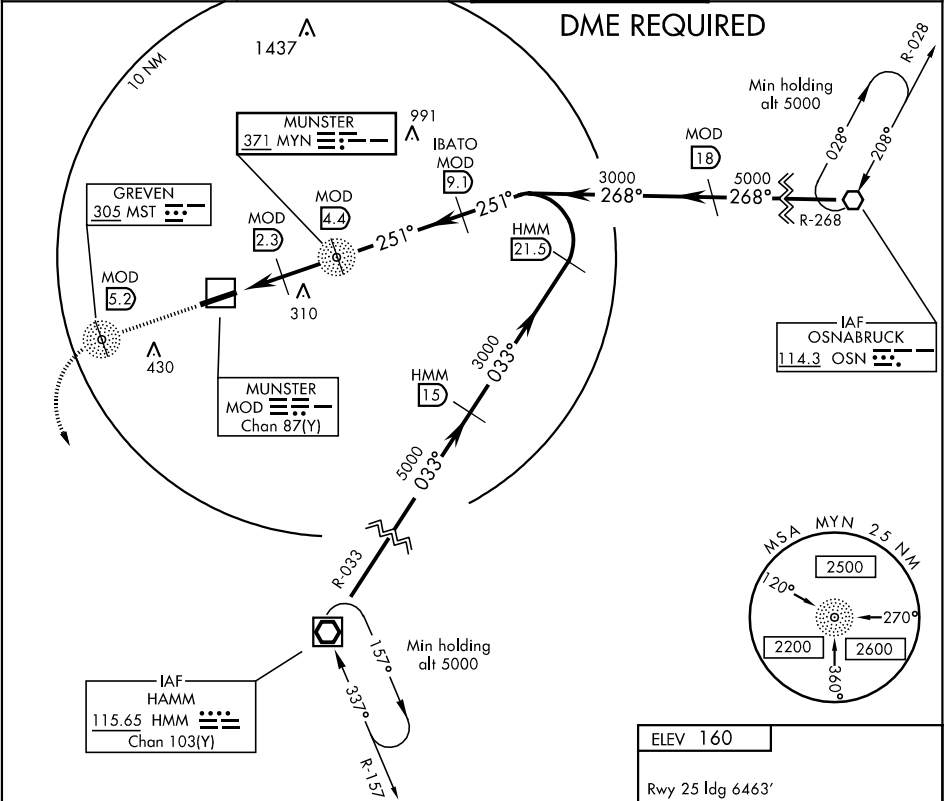 DME REQUIRED
1437
10 NM
R-028
Min holding
alt 5000
028°
208°
MUNSTER
371 MYN
991
IBATO
MOD
9.1
MOD
18
3000
268°
5000
268°
R-268
251°
251°
GREVEN
305 MST
MOD
2.3
MOD
4.4
HMM
21.5
MOD
5.2
310
430
IAF
OSNABRUCK
114.3 OSN
MUNSTER
MOD
Chan 87(Y)
3000
033°
HMM
15
5000
033°
R-033
MSA MYN 25 NM
2500
120°
270°
2200
2600
360°
157°
337°
Min holding
alt 5000
R-157
IAF
HAMM
115.65 HMM
Chan 103(Y)
ELEV 160
Rwy 25 ldg 6463'